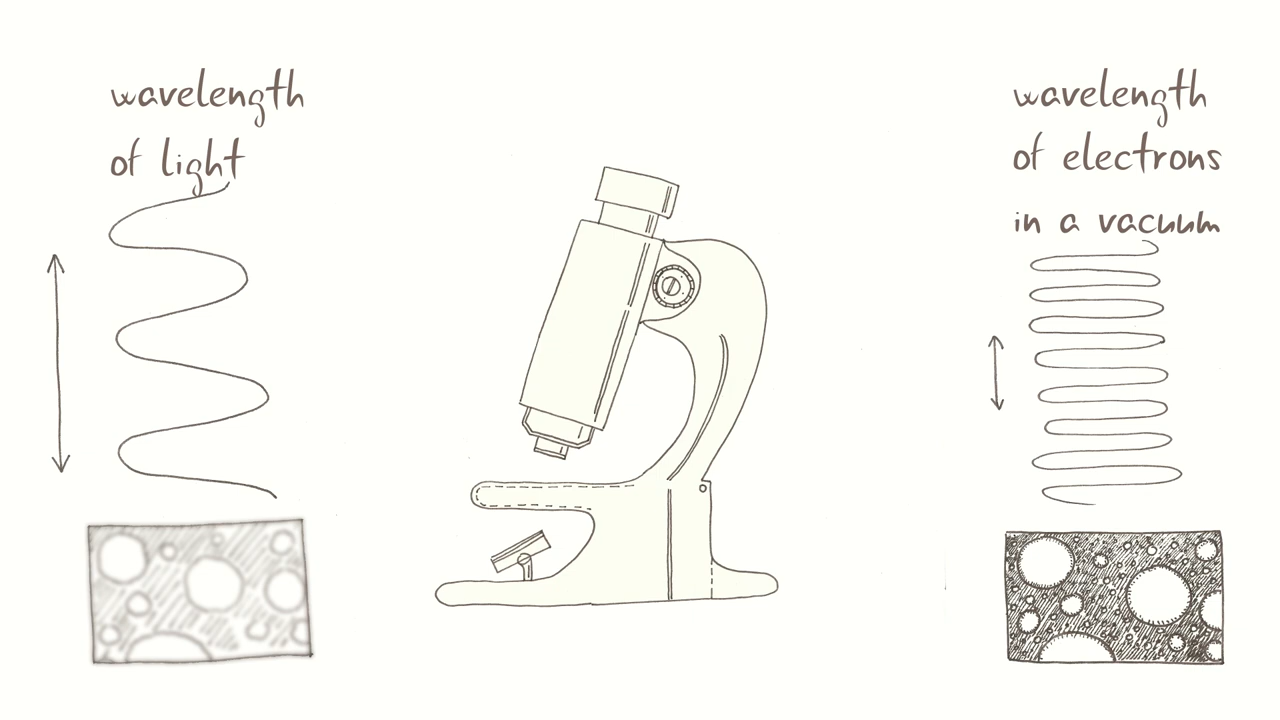 wavelength
of light
wavelength
of electrons
in a vacuum